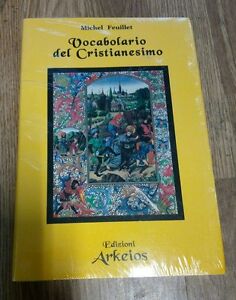 Michel Feuillet
Vocabolario
del Cristianesimo
Edizioni
Arkeios